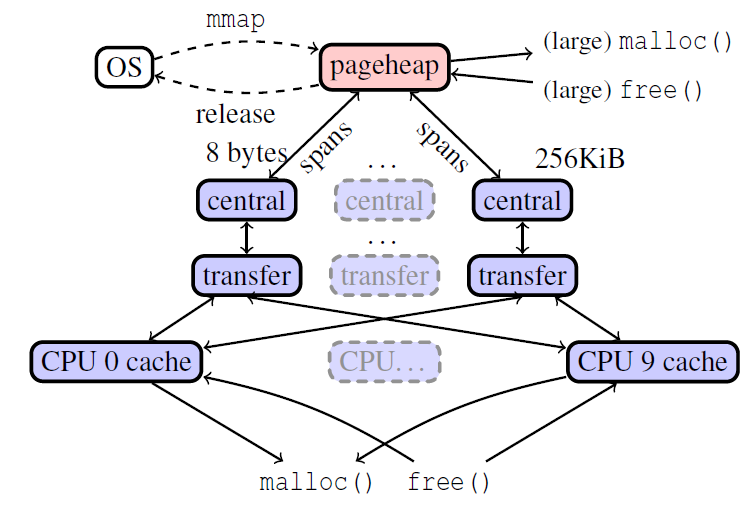 mmap
OS
pageheap
(large) malloc()
(large) free()
release
8 bytes
spans
spans
256KiB
...
central
central
central
...
transfer
transfer
transfer
CPU 0 cache
CPU...
CPU 9 cache
malloc()
free()